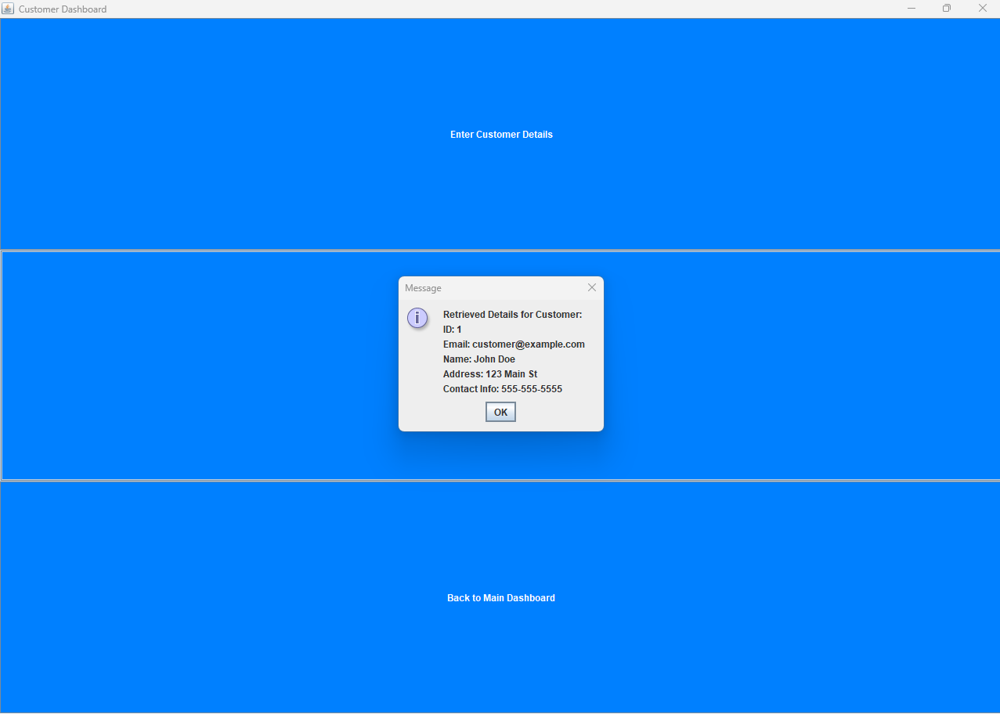 Customer Dashboard
Enter Customer Details
Message
Retrieved Details for Customer:
ID: 1
Email: customer@example.com
Name: John Doe
Address: 123 Main St
Contact Info: 555-555-5555
OK
Back to Main Dashboard